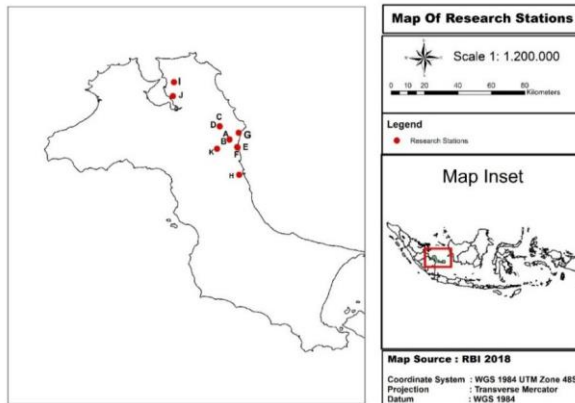 Map Of Research Stations
Scale 1: 1.200.000
0 5 10 20 40 60 80
Kilometers
Legend
Research Stations
Map Inset
Map Source : RBI 2018
Coordinate System : WGS 1984 UTM Zone 48S
Projection : Transverse Mercator
Datum : WGS 1984
I
J
C
D
A
G
B
E
K
F
H